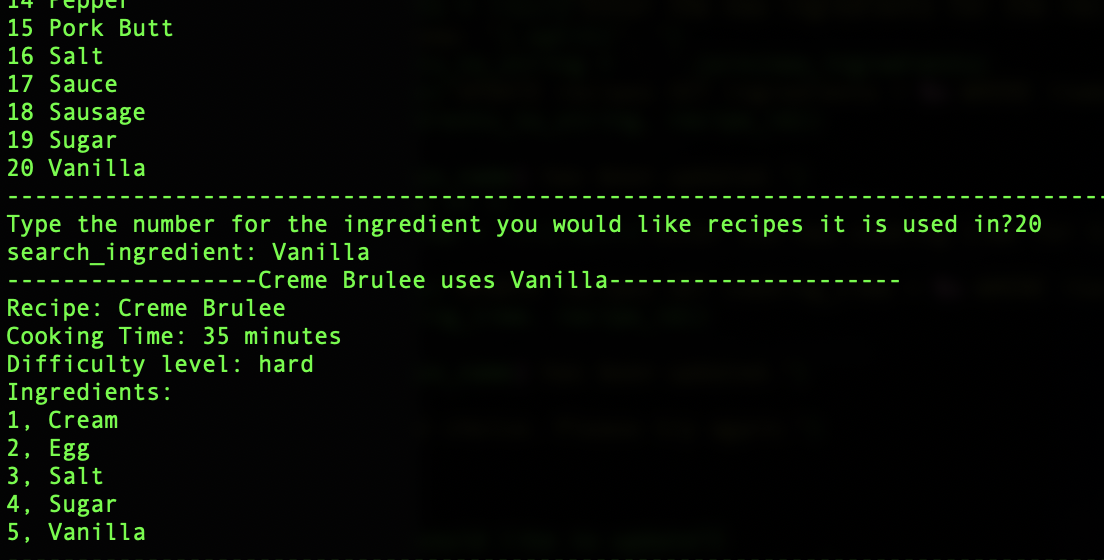 14 Pepper
15 Pork Butt
16 Salt
17 Sauce
18 Sausage
19 Sugar
20 Vanilla
--------------------------------------------------------------------------------
Type the number for the ingredient you would like recipes it is used in?20
search_ingredient: Vanilla
------------------Creme Brulee uses Vanilla---------------------
Recipe: Creme Brulee
Cooking Time: 35 minutes
Difficulty level: hard
Ingredients:
1, Cream
2, Egg
3, Salt
4, Sugar
5, Vanilla